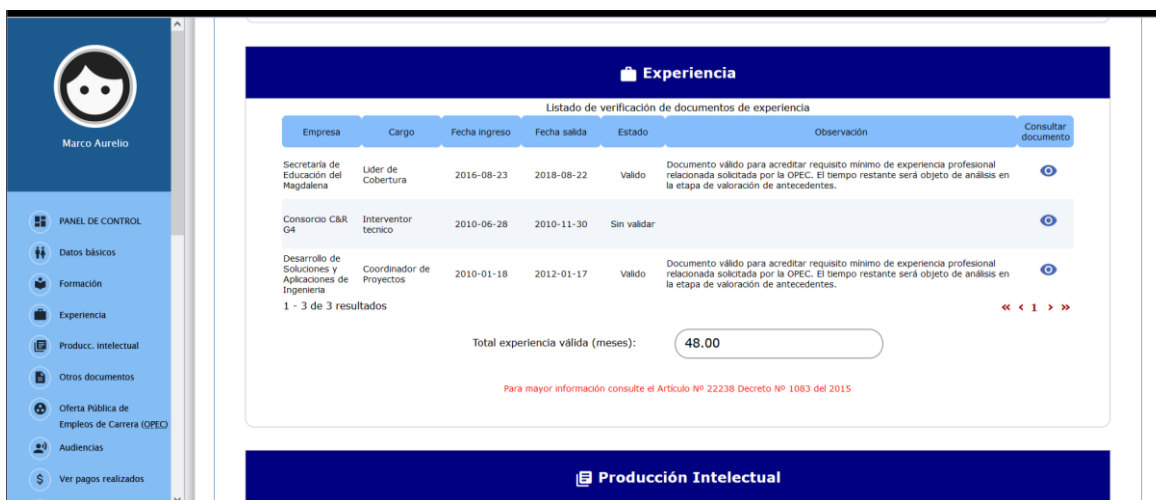 Marco Aurelio
PANEL DE CONTROL
Datos básicos
Formación
Experiencia
Producc. intelectual
Otros documentos
Oferta Pública de
Empleos de Carrera (OPEC)
Audiencias
Ver pagos realizados
Experiencia
Listado de verificación de documentos de experiencia
Empresa Cargo Fecha ingreso Fecha salida Estado Observación Consultar
documento
Secretaría de
Educación del
Magdalena
Lider de
Cobertura
2016-08-23 2018-08-22 Valido
Documento válido para acreditar requisito mínimo de experiencia profesional
relacionada solicitada por la OPEC. El tiempo restante será objeto de análisis en
la etapa de valoración de antecedentes.
Consorcio C&R
G4
Interventor
tecnico
2010-06-28 2010-11-30 Sin validar
Desarrollo de
Soluciones y
Aplicaciones de
Ingenieria
Coordinador de
Proyectos
2010-01-18 2012-01-17 Valido
Documento válido para acreditar requisito mínimo de experiencia profesional
relacionada solicitada por la OPEC. El tiempo restante será objeto de análisis en
la etapa de valoración de antecedentes.
1 - 3 de 3 resultados
« ‹ 1 › »
Total experiencia válida (meses): 48.00
Para mayor información consulte el Artículo Nº 22238 Decreto Nº 1083 del 2015
Producción Intelectual